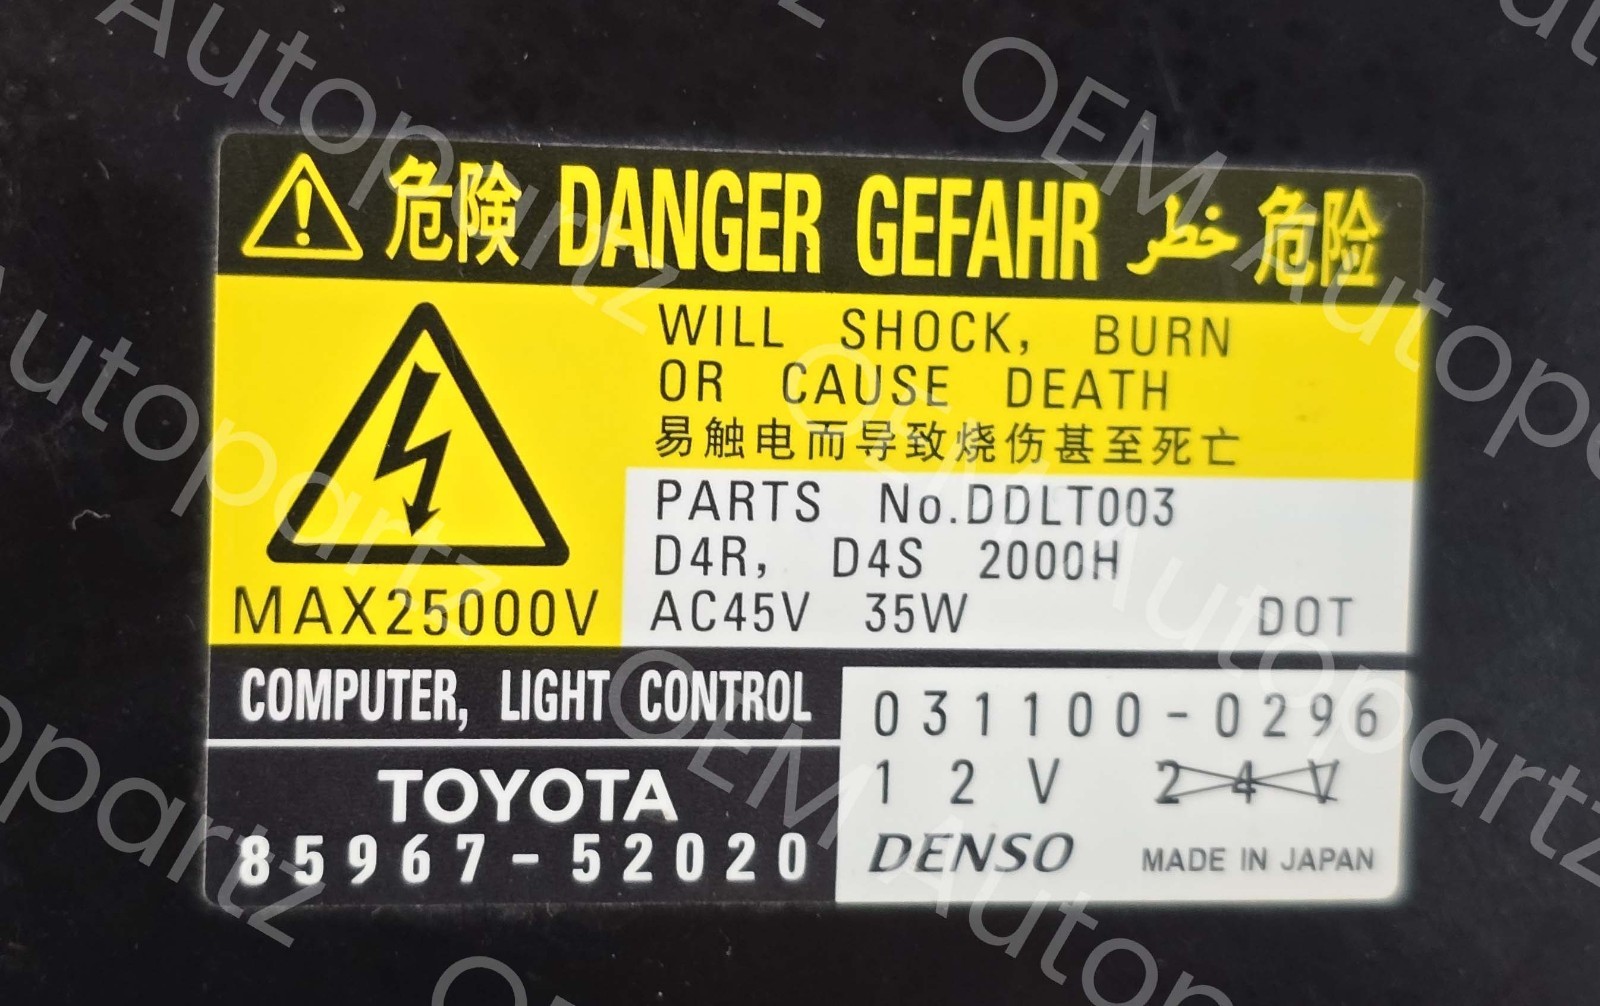 危険 DANGER GEFAHR خطر 危险
WILL SHOCK, BURN
OR CAUSE DEATH
易触电而导致烧伤甚至死亡
MAX25000V
PARTS No.DDLT003
D4R, D4S 2000H
AC45V 35W DOT
COMPUTER, LIGHT CONTROL
TOYOTA
85967-52020
031100-0296
12V 24V
DENSO MADE IN JAPAN
OEM Autopartz